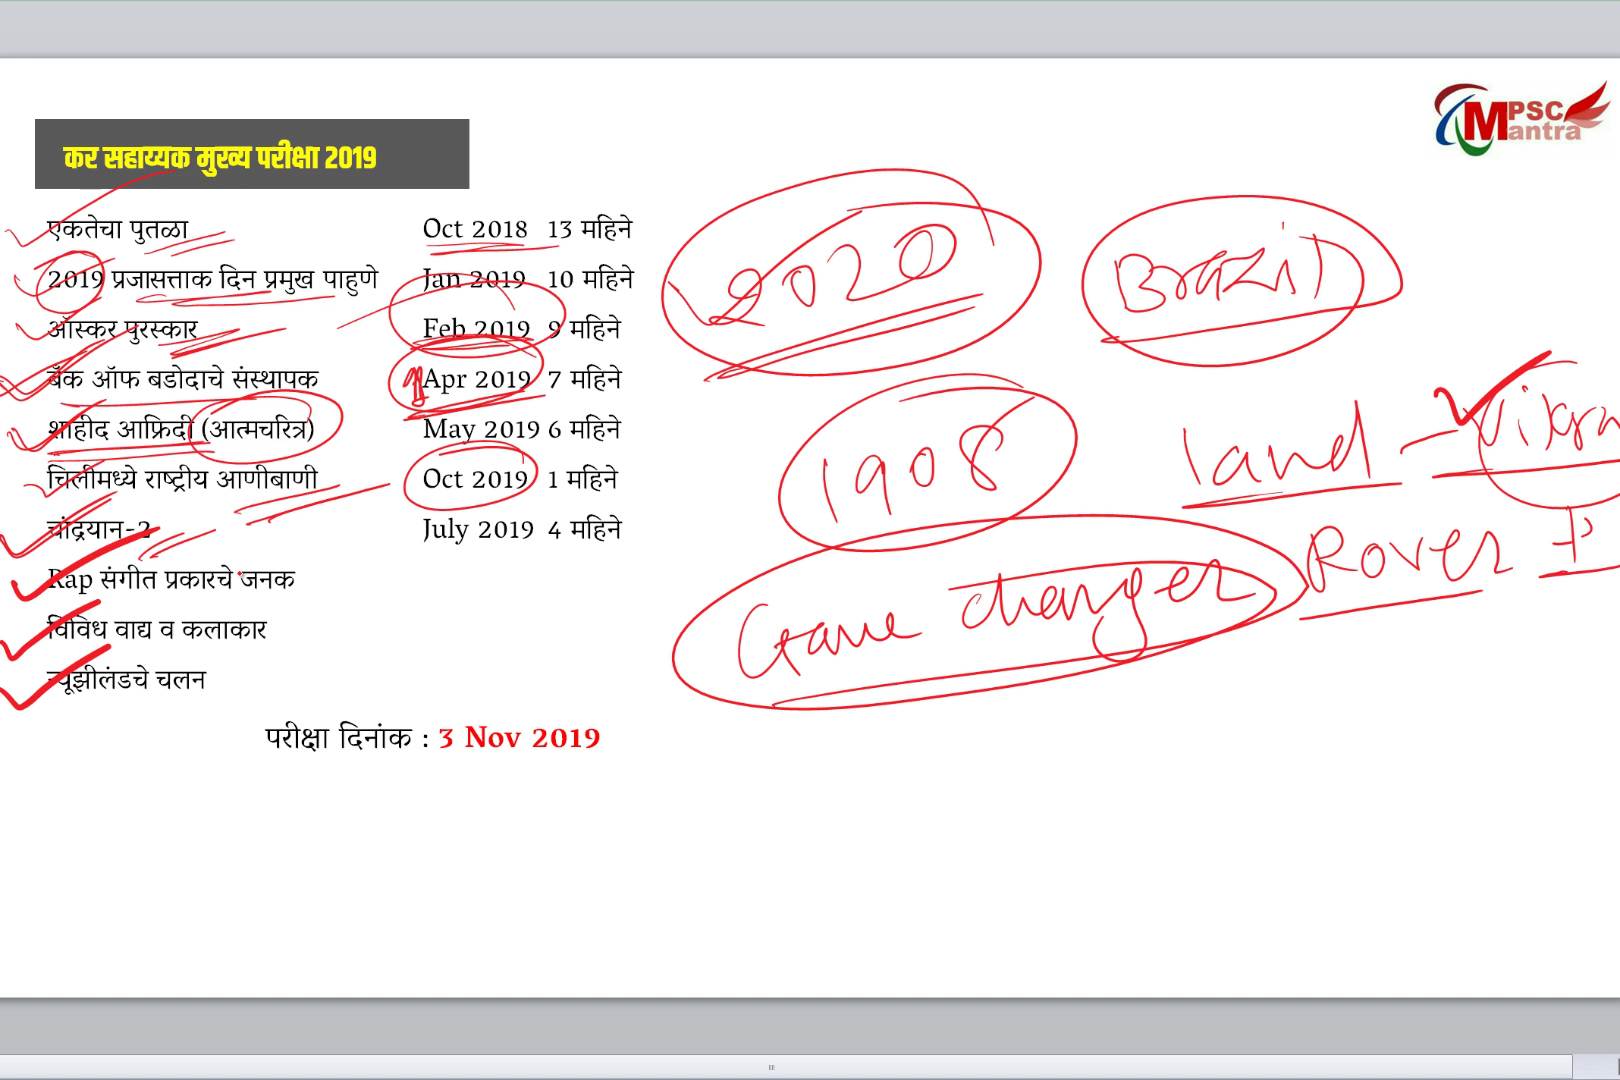 MPSC Mantra
कर सहाय्यक मुख्य परीक्षा 2019
एकतेचा पुतळा Oct 2018 13 महिने
2019 प्रजासत्ताक दिन प्रमुख पाहुणे Jan 2019 10 महिने
ऑस्कर पुरस्कार Feb 2019 9 महिने
बँक ऑफ बडोदाचे संस्थापक Apr 2019 7 महिने
शाहीद आफ्रिदी (आत्मचरित्र) May 2019 6 महिने
चिलीमध्ये राष्ट्रीय आणीबाणी Oct 2019 1 महिने
चांद्रयान-2 July 2019 4 महिने
Rap संगीत प्रकारचे जनक
विविध वाद्य व कलाकार
न्यूझीलंडचे चलन
परीक्षा दिनांक : 3 Nov 2019
2020
Brazil
1908
land - Vikra
Game changer
Rover